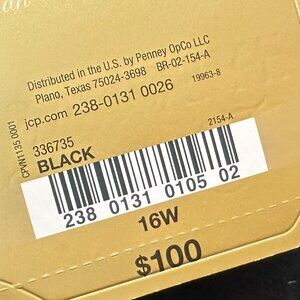 Distributed in the U.S. by Penney OpCo LLC
Plano, Texas 75024-3698 BR-02-154-A
19963-8
jcp.com 238-0131 0026
CPVN1135 0001
336735
2154-A
BLACK
238 0131 0105 02
16W
$100